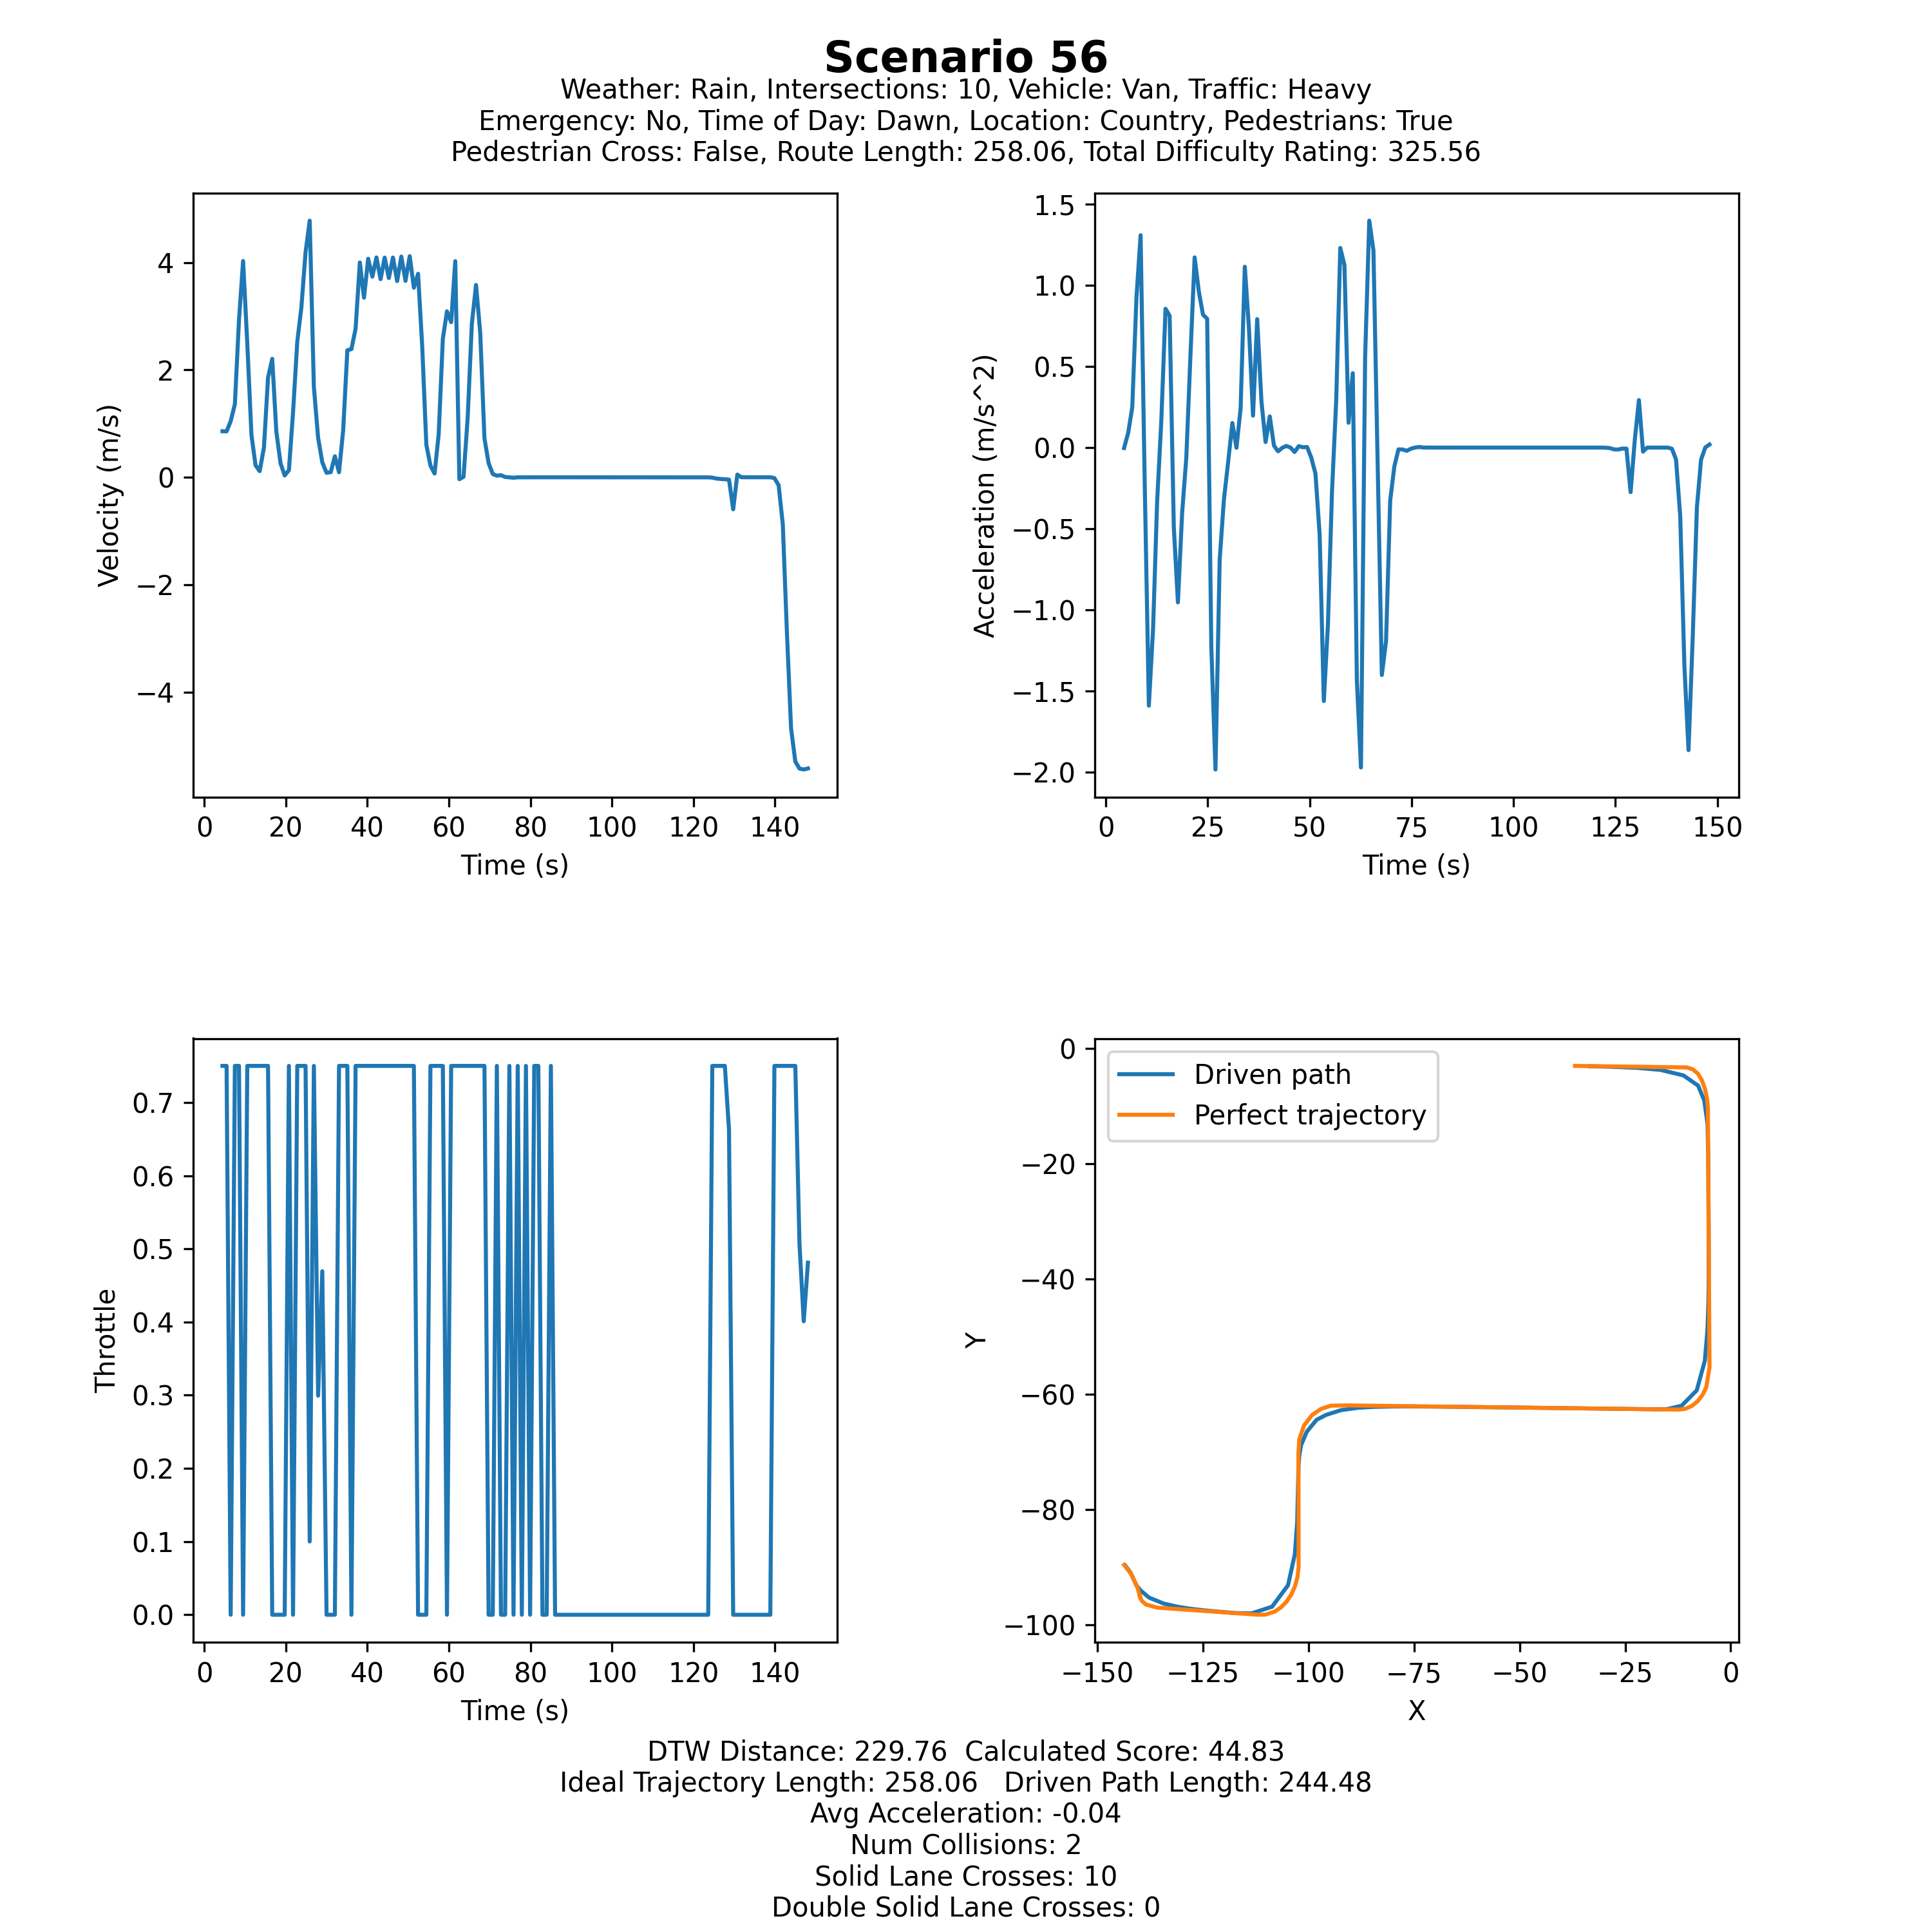 Scenario 56
Weather: Rain, Intersections: 10, Vehicle: Van, Traffic: Heavy
Emergency: No, Time of Day: Dawn, Location: Country, Pedestrians: True
Pedestrian Cross: False, Route Length: 258.06, Total Difficulty Rating: 325.56
Velocity (m/s)
4
2
0
−2
−4
0 20 40 60 80 100 120 140
Time (s)
Acceleration (m/s^2)
1.5
1.0
0.5
0.0
−0.5
−1.0
−1.5
−2.0
0 25 50 75 100 125 150
Time (s)
Throttle
0.7
0.6
0.5
0.4
0.3
0.2
0.1
0.0
0 20 40 60 80 100 120 140
Time (s)
Y
0
−20
−40
−60
−80
−100
Driven path
Perfect trajectory
−150 −125 −100 −75 −50 −25 0
X
DTW Distance: 229.76 Calculated Score: 44.83
Ideal Trajectory Length: 258.06 Driven Path Length: 244.48
Avg Acceleration: -0.04
Num Collisions: 2
Solid Lane Crosses: 10
Double Solid Lane Crosses: 0